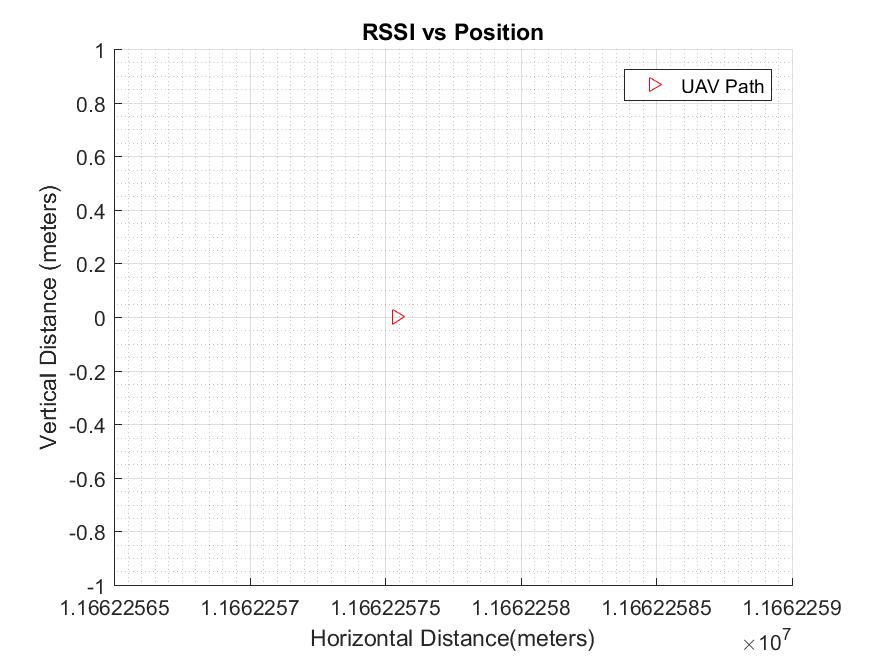 RSSI vs Position
UAV Path
1
0.8
0.6
0.4
0.2
0
-0.2
-0.4
-0.6
-0.8
-1
Vertical Distance (meters)
1.16622565 1.1662257 1.16622575 1.1662258 1.16622585 1.1662259
Horizontal Distance(meters)
×10⁷